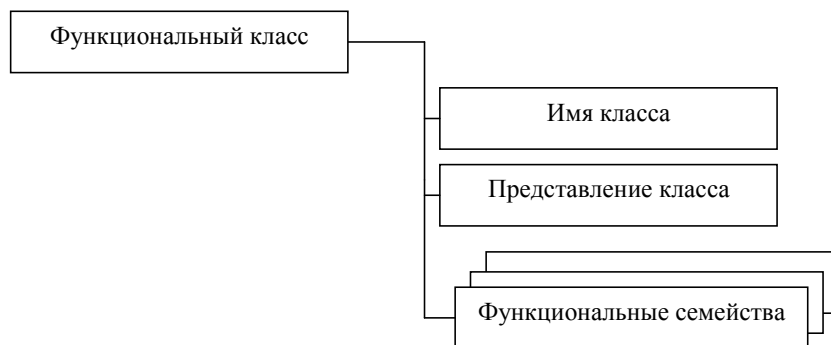 Функциональный класс
Имя класса
Представление класса
Функциональные семейства